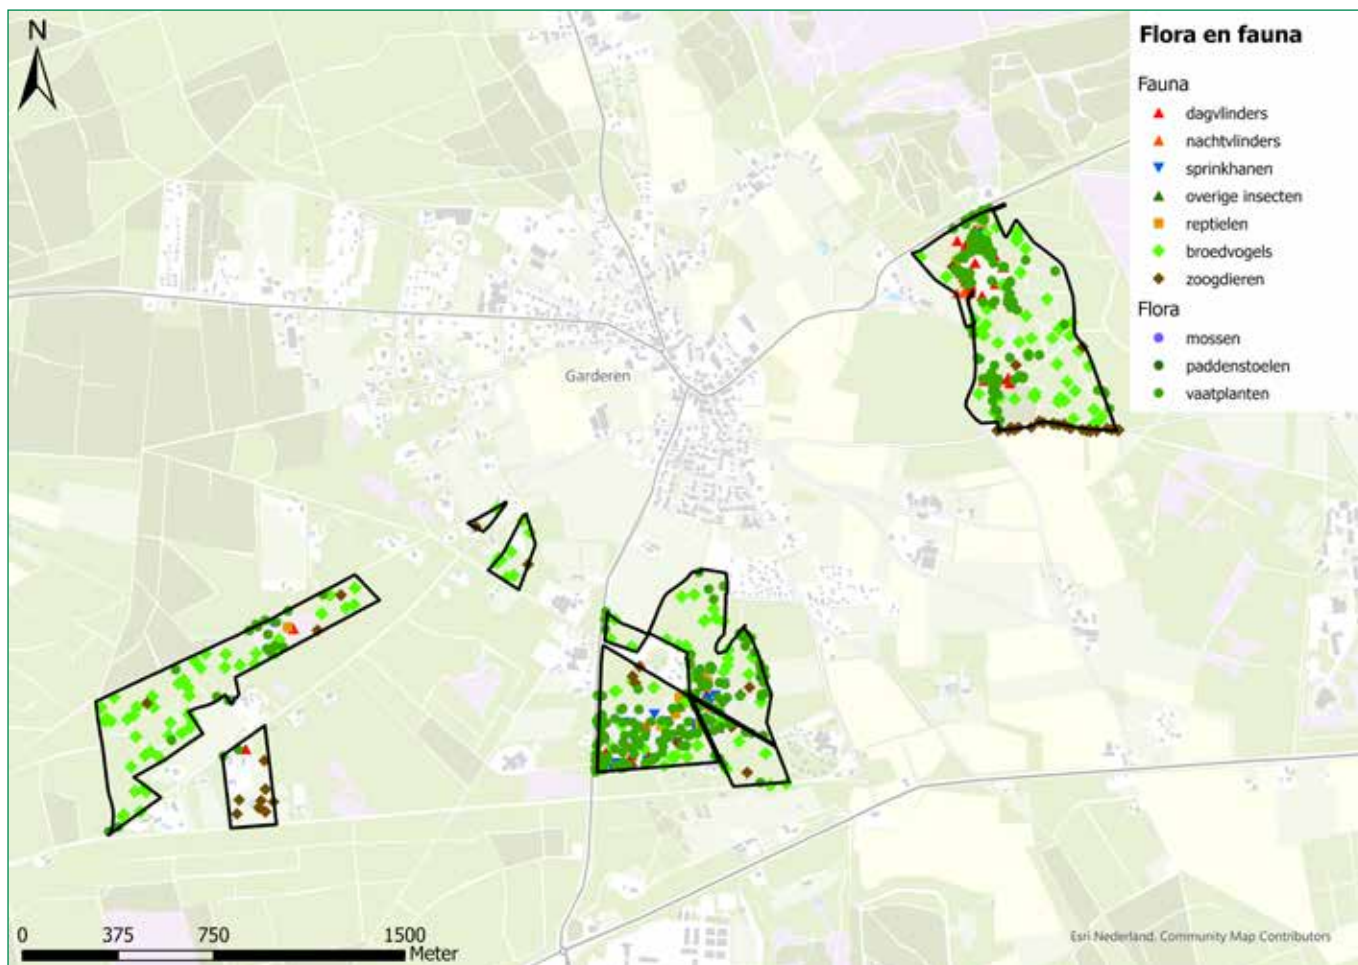 N
Flora en fauna
Fauna
dagvlinders
nachtvlinders
sprinkhanen
overige insecten
reptielen
broedvogels
zoogdieren
Flora
mossen
paddenstoelen
vaatplanten
Garderen
0 375 750 1500
Meter
Esri Nederland, Community Map Contributors